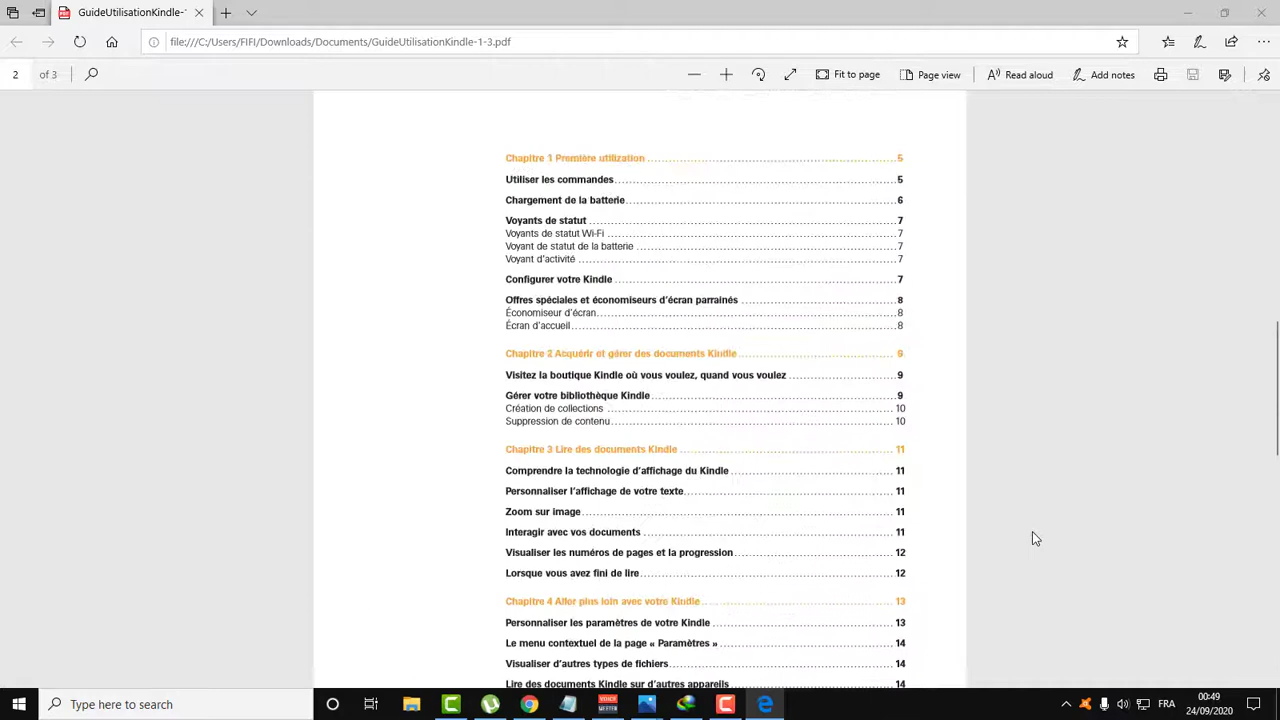 GuideUtilisationKindle-
file:///C:/Users/FIFI/Downloads/Documents/GuideUtilisationKindle-1-3.pdf
2 of 3
Fit to page
Page view
Read aloud
Add notes
Chapitre 1 Première utilization 5
Utiliser les commandes 5
Chargement de la batterie 6
Voyants de statut 7
Voyants de statut Wi-Fi 7
Voyant de statut de la batterie 7
Voyant d'activité 7
Configurer votre Kindle 7
Offres spéciales et économiseurs d'écran parrainés 8
Économiseur d'écran 8
Écran d'accueil 8
Chapitre 2 Acquérir et gérer des documents Kindle 9
Visitez la boutique Kindle où vous voulez, quand vous voulez 9
Gérer votre bibliothèque Kindle 9
Création de collections 10
Suppression de contenu 10
Chapitre 3 Lire des documents Kindle 11
Comprendre la technologie d'affichage du Kindle 11
Personnaliser l'affichage de votre texte 11
Zoom sur image 11
Interagir avec vos documents 11
Visualiser les numéros de pages et la progression 12
Lorsque vous avez fini de lire 12
Chapitre 4 Aller plus loin avec votre Kindle 13
Personnaliser les paramètres de votre Kindle 13
Le menu contextuel de la page « Paramètres » 14
Visualiser d'autres types de fichiers 14
Lire des documents Kindle sur d'autres appareils 14
Type here to search
VOICE MEETER
FRA
00:49
24/09/2020